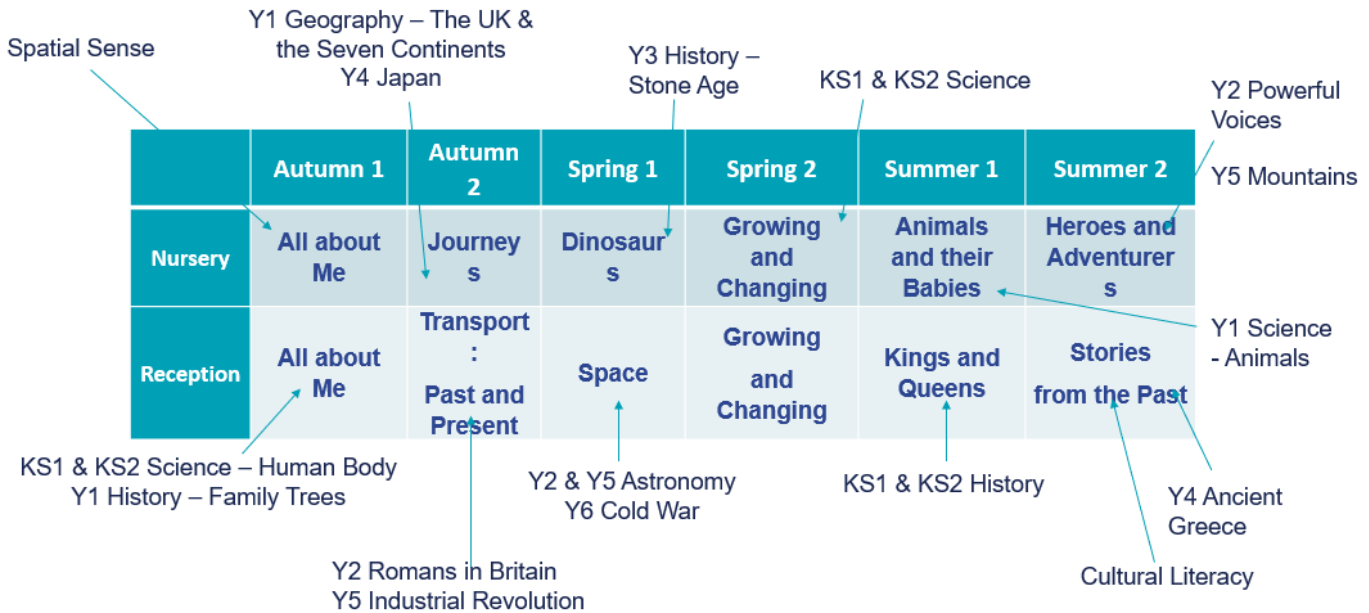 Y1 Geography – The UK &
the Seven Continents
Y4 Japan
Spatial Sense
Y3 History –
Stone Age
KS1 & KS2 Science
Y2 Powerful
Voices
Y5 Mountains
Autumn 1
Autumn
2
Spring 1
Spring 2
Summer 1
Summer 2
Nursery
All about
Me
Journey
s
Dinosaur
s
Growing
and
Changing
Animals
and their
Babies
Heroes and
Adventurer
s
Y1 Science
- Animals
Reception
All about
Me
Transport
:
Past and
Present
Space
Growing
and
Changing
Kings and
Queens
Stories
from the Past
KS1 & KS2 Science – Human Body
Y1 History – Family Trees
Y2 & Y5 Astronomy
Y6 Cold War
KS1 & KS2 History
Y4 Ancient
Greece
Y2 Romans in Britain
Y5 Industrial Revolution
Cultural Literacy